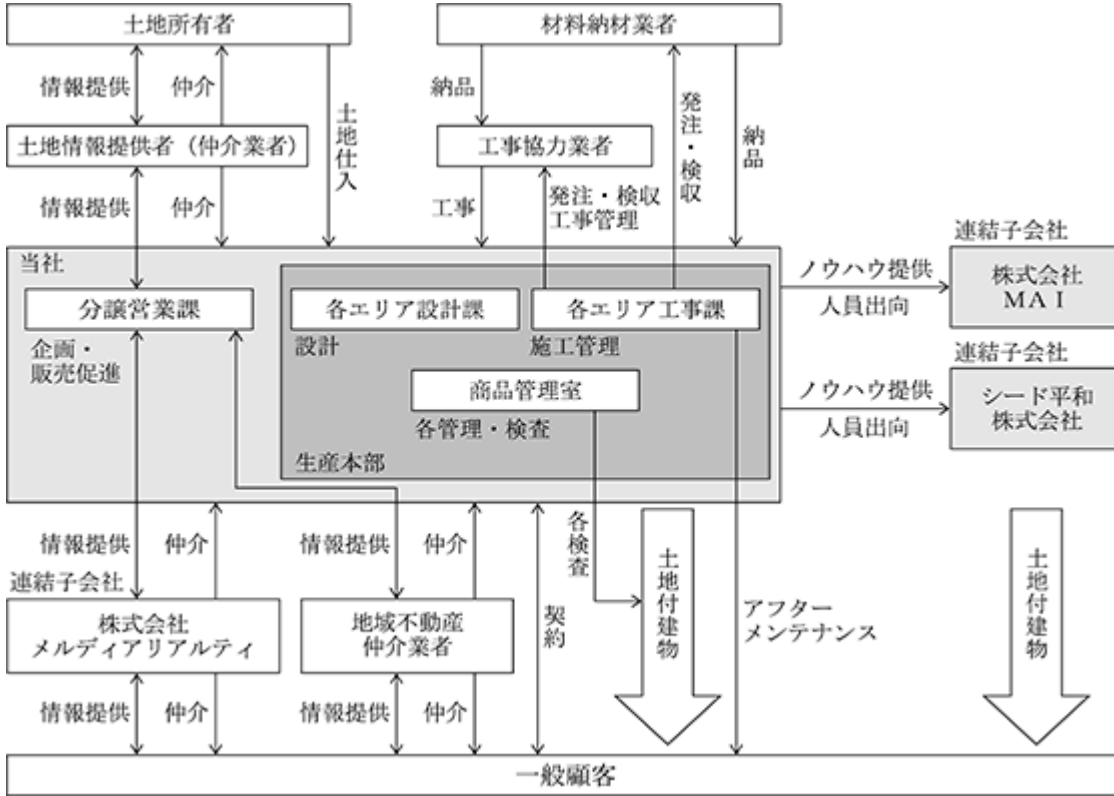 土地所有者
材料納材業者
情報提供
仲介
土地仕入
納品
発注・検収
納品
土地情報提供者（仲介業者）
工事協力業者
情報提供
仲介
工事
発注・検収
工事管理
当社
分譲営業課
企画・
販売促進
各エリア設計課
設計
各エリア工事課
施工管理
商品管理室
各管理・検査
生産本部
ノウハウ提供
人員出向
連結子会社
株式会社
ＭＡＩ
ノウハウ提供
人員出向
連結子会社
シード平和
株式会社
情報提供
仲介
情報提供
仲介
連結子会社
株式会社
メルディアリアルティ
地域不動産
仲介業者
契約
各検査
土地付建物
アフター
メンテナンス
土地付建物
情報提供
仲介
情報提供
仲介
一般顧客